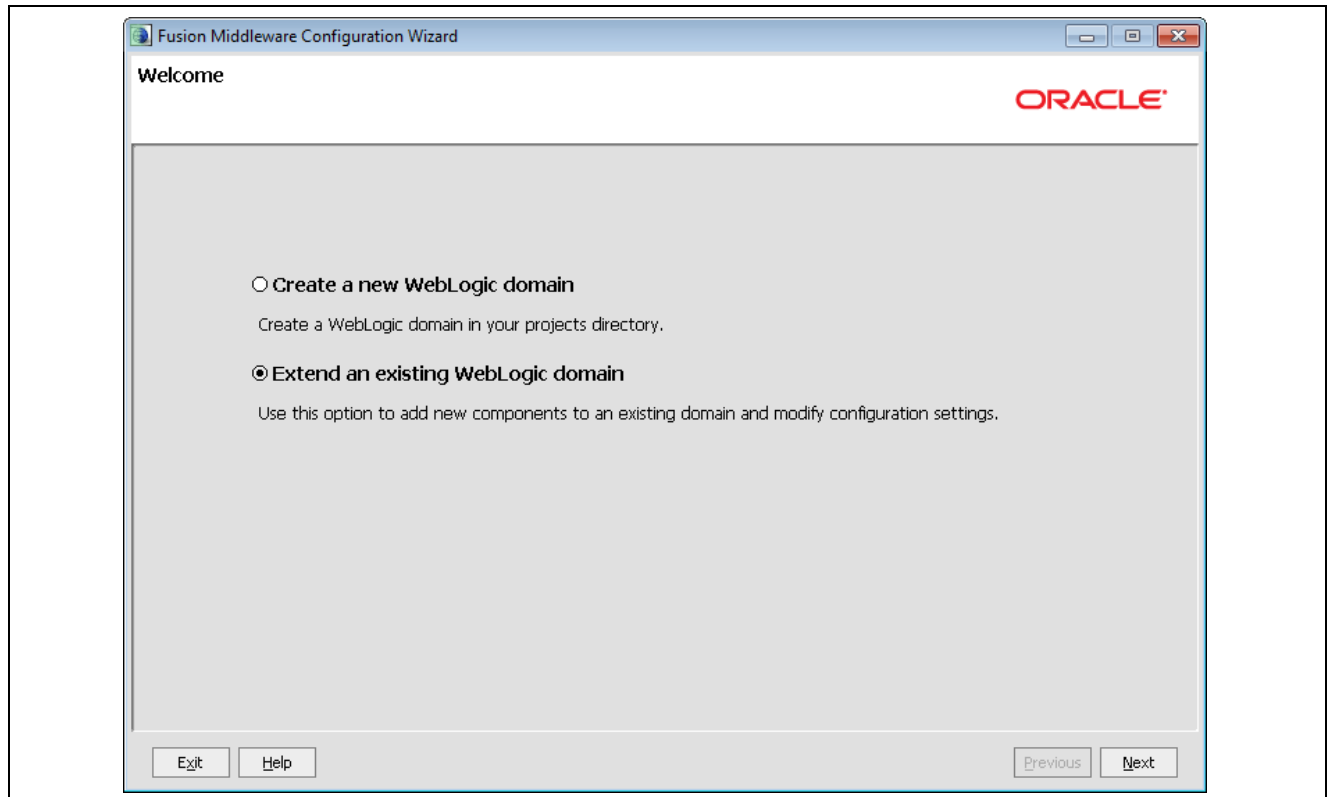 Fusion Middleware Configuration Wizard
Welcome
ORACLE
Create a new WebLogic domain
Create a WebLogic domain in your projects directory.
Extend an existing WebLogic domain
Use this option to add new components to an existing domain and modify configuration settings.
Exit Help Previous Next